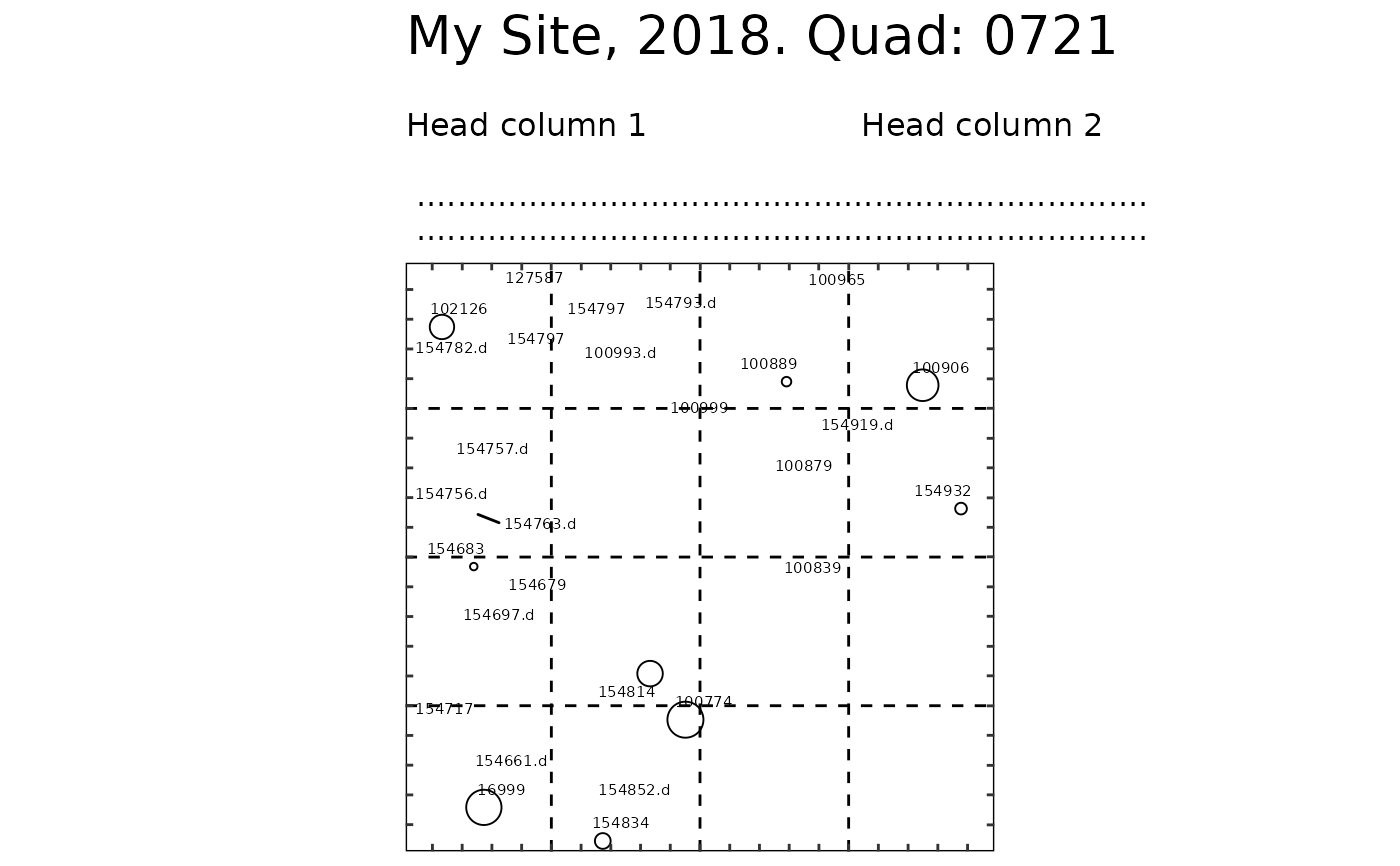 My Site, 2018. Quad: 0721
Head column 1 Head column 2
127587
100965
154793.d
102126
154797
154797
154782.d
100993.d
100889
100906
100999
154919.d
154757.d
100879
154932
154756.d
154763.d
154683
100839
154679
154697.d
154814
100774
154717
154661.d
16999
154852.d
154834